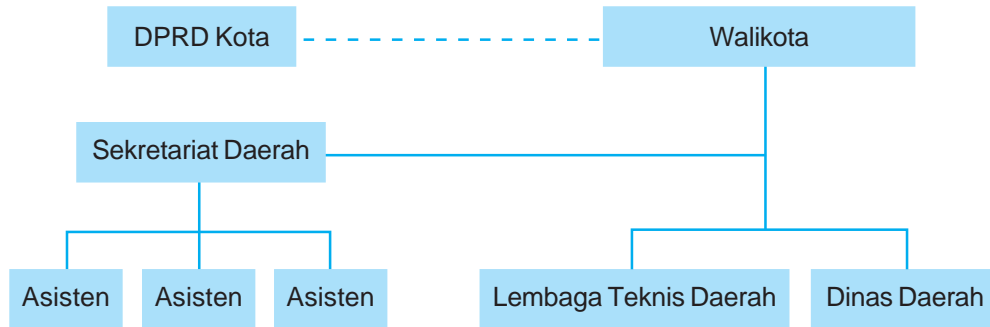 DPRD Kota
Walikota
Sekretariat Daerah
Asisten
Asisten
Asisten
Lembaga Teknis Daerah
Dinas Daerah